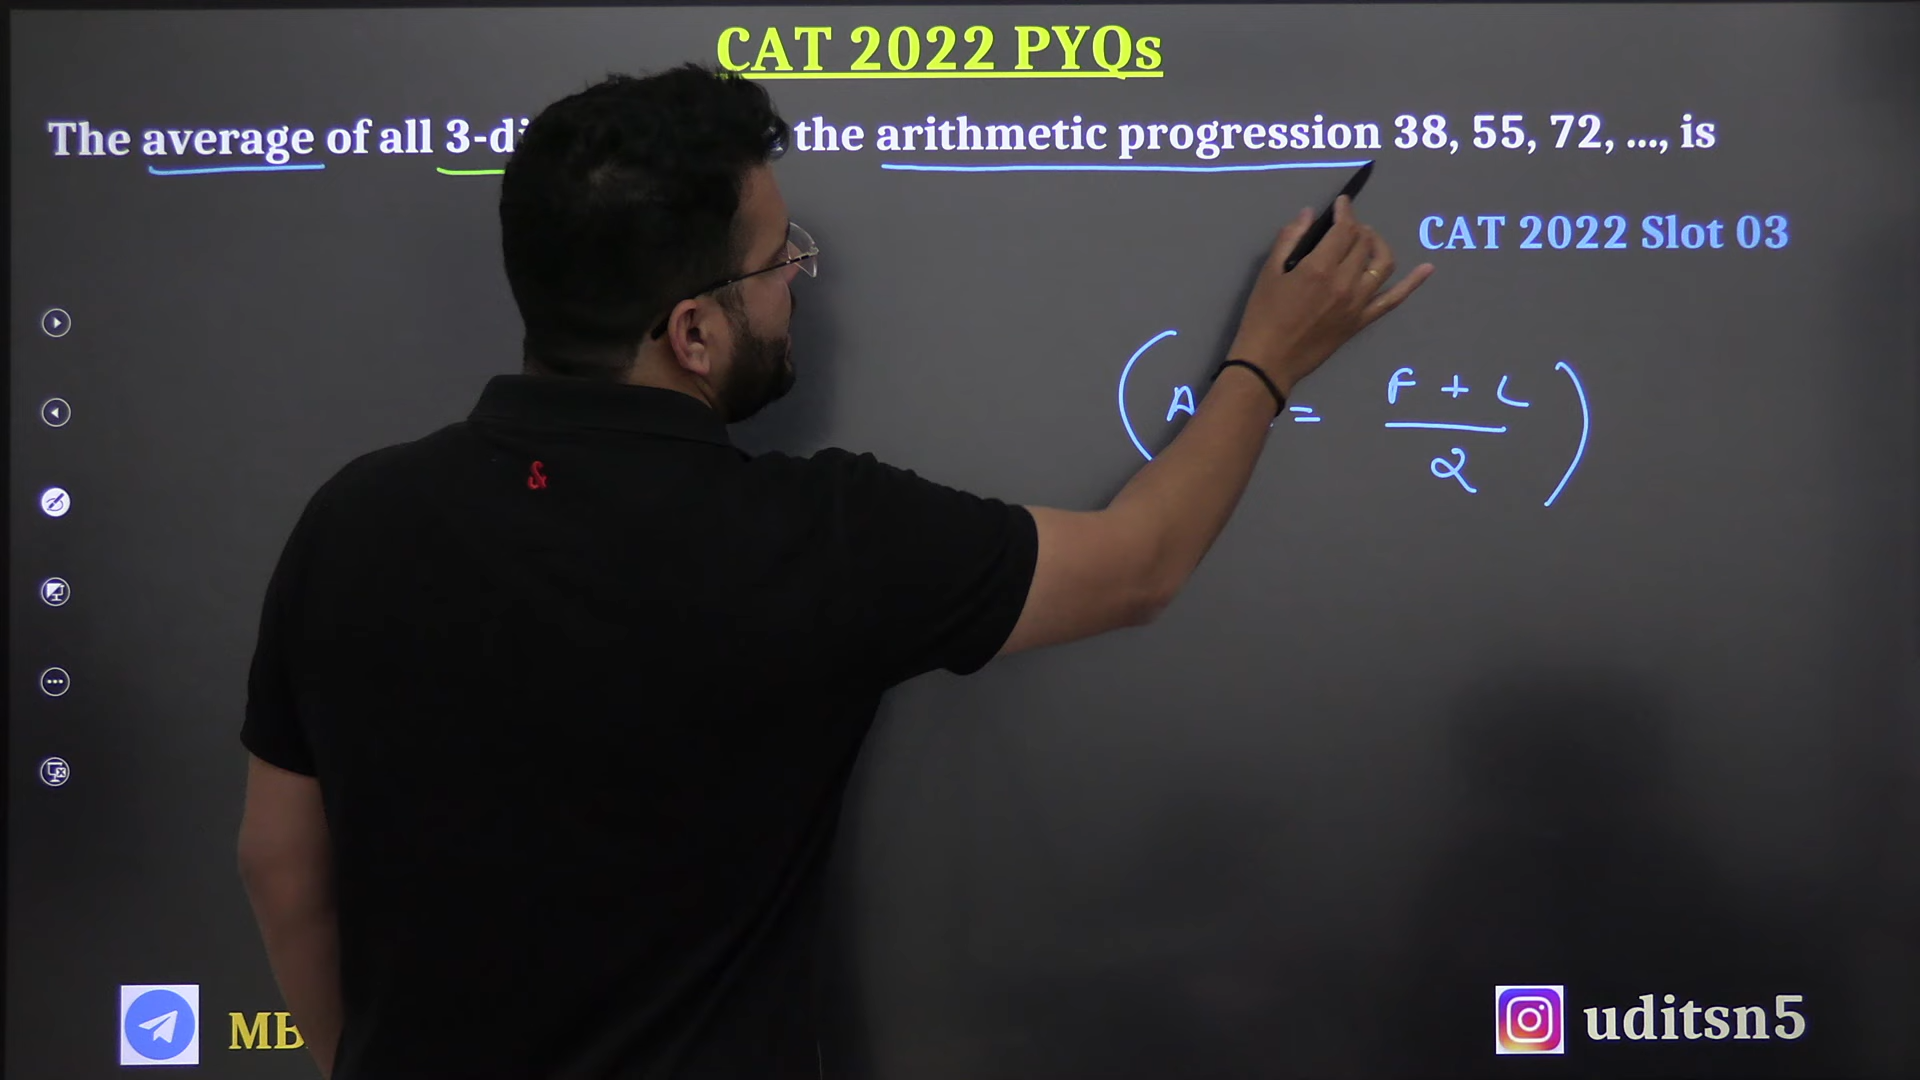 CAT 2022 PYQs
The average of all 3-di the arithmetic progression 38, 55, 72, ..., is
CAT 2022 Slot 03
( A = F + L / 2 )
&
MB
uditsn5